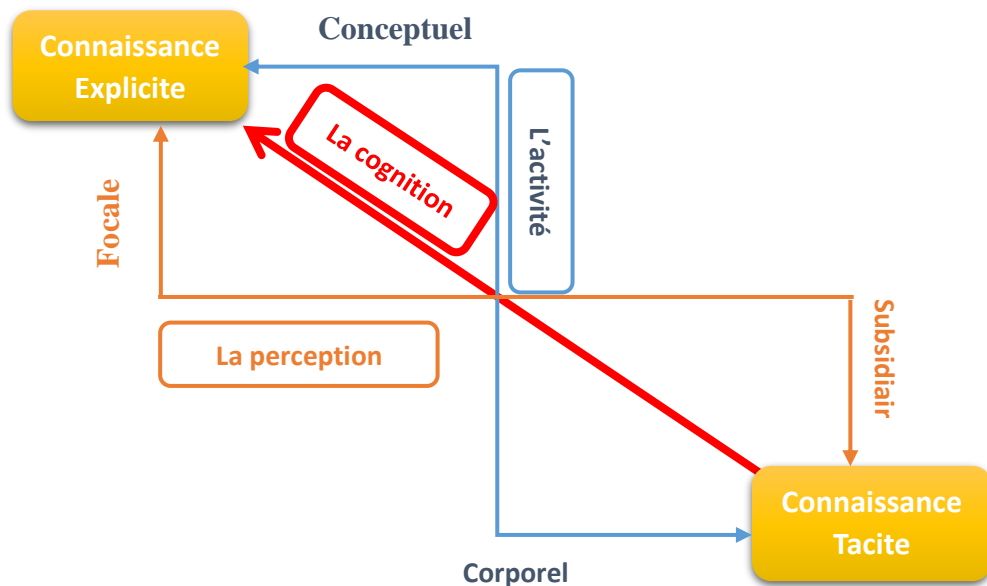 Conceptuel
Connaissance
Explicite
La cognition
L'activité
Focale
La perception
Subsidiair
Connaissance
Tacite
Corporel